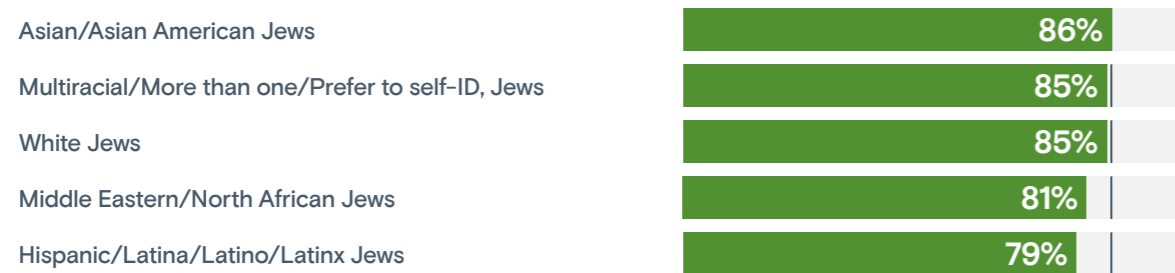 Asian/Asian American Jews 86%
Multiracial/More than one/Prefer to self-ID, Jews 85%
White Jews 85%
Middle Eastern/North African Jews 81%
Hispanic/Latina/Latino/Latinx Jews 79%